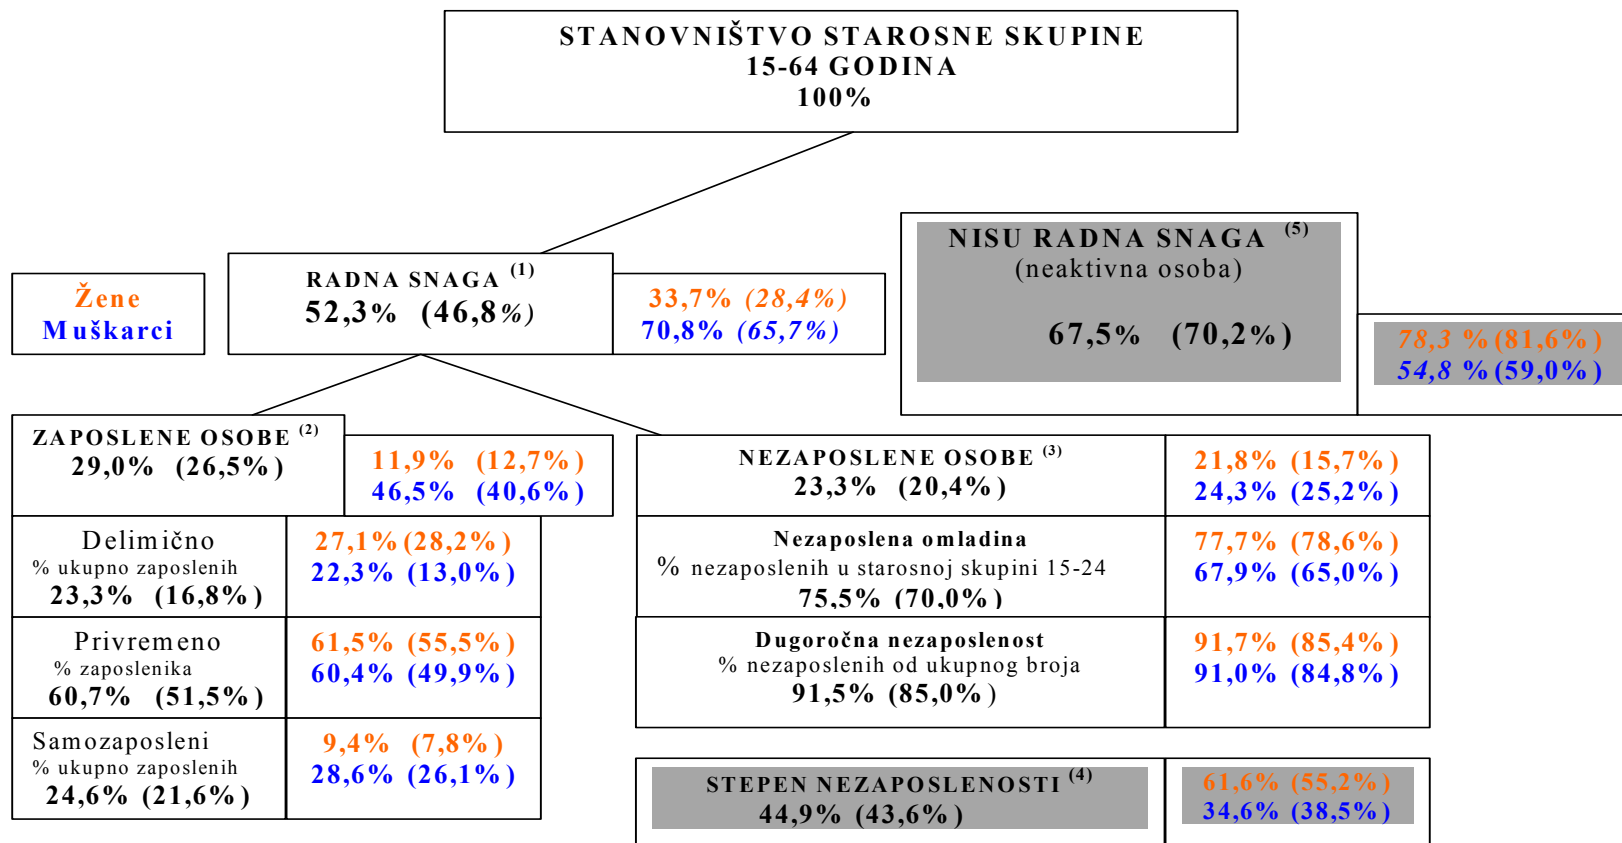 STANOVNIŠTVO STAROSNE SKUPINE
15-64 GODINA
100%
NISU RADNA SNAGA (5)
(neaktivna osoba)
67,5% (70,2%)
78,3 % (81,6%)
54,8 % (59,0%)
Žene
Muškarci
RADNA SNAGA (1)
52,3% (46,8%)
33,7% (28,4%)
70,8% (65,7%)
ZAPOSLENE OSOBE (2)
29,0% (26,5%)
11,9% (12,7%)
46,5% (40,6%)
Delimično
% ukupno zaposlenih
23,3% (16,8%)
27,1% (28,2%)
22,3% (13,0%)
Privremeno
% zaposlenika
60,7% (51,5%)
61,5% (55,5%)
60,4% (49,9%)
Samozaposleni
% ukupno zaposlenih
24,6% (21,6%)
9,4% (7,8%)
28,6% (26,1%)
NEZAPOSLENE OSOBE (3)
23,3% (20,4%)
21,8% (15,7%)
24,3% (25,2%)
Nezaposlena omladina
% nezaposlenih u starosnoj skupini 15-24
75,5% (70,0%)
77,7% (78,6%)
67,9% (65,0%)
Dugoročna nezaposlenost
% nezaposlenih od ukupnog broja
91,5% (85,0%)
91,7% (85,4%)
91,0% (84,8%)
STEPEN NEZAPOSLENOSTI (4)
44,9% (43,6%)
61,6% (55,2%)
34,6% (38,5%)